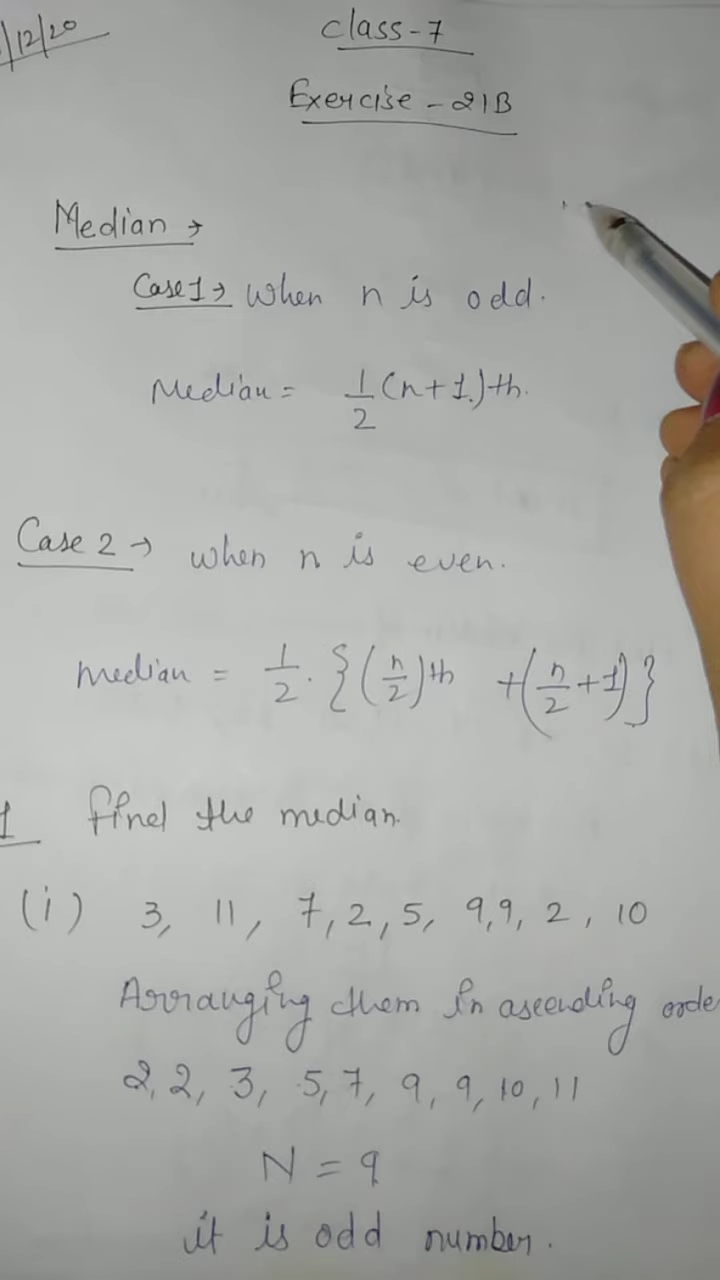 /12/20
Class-7
Exercise - 21B
Median →
Case 1 → When n is odd.
Median = 1/2 (n+1)th.
Case 2 → when n is even.
median = 1/2 . {(n/2)th + (n/2 + 1)}
1 Find the median.
(i) 3, 11, 7, 2, 5, 9, 9, 2, 10
Arranging them in ascending orde
2, 2, 3, 5, 7, 9, 9, 10, 11
N = 9
it is odd number.